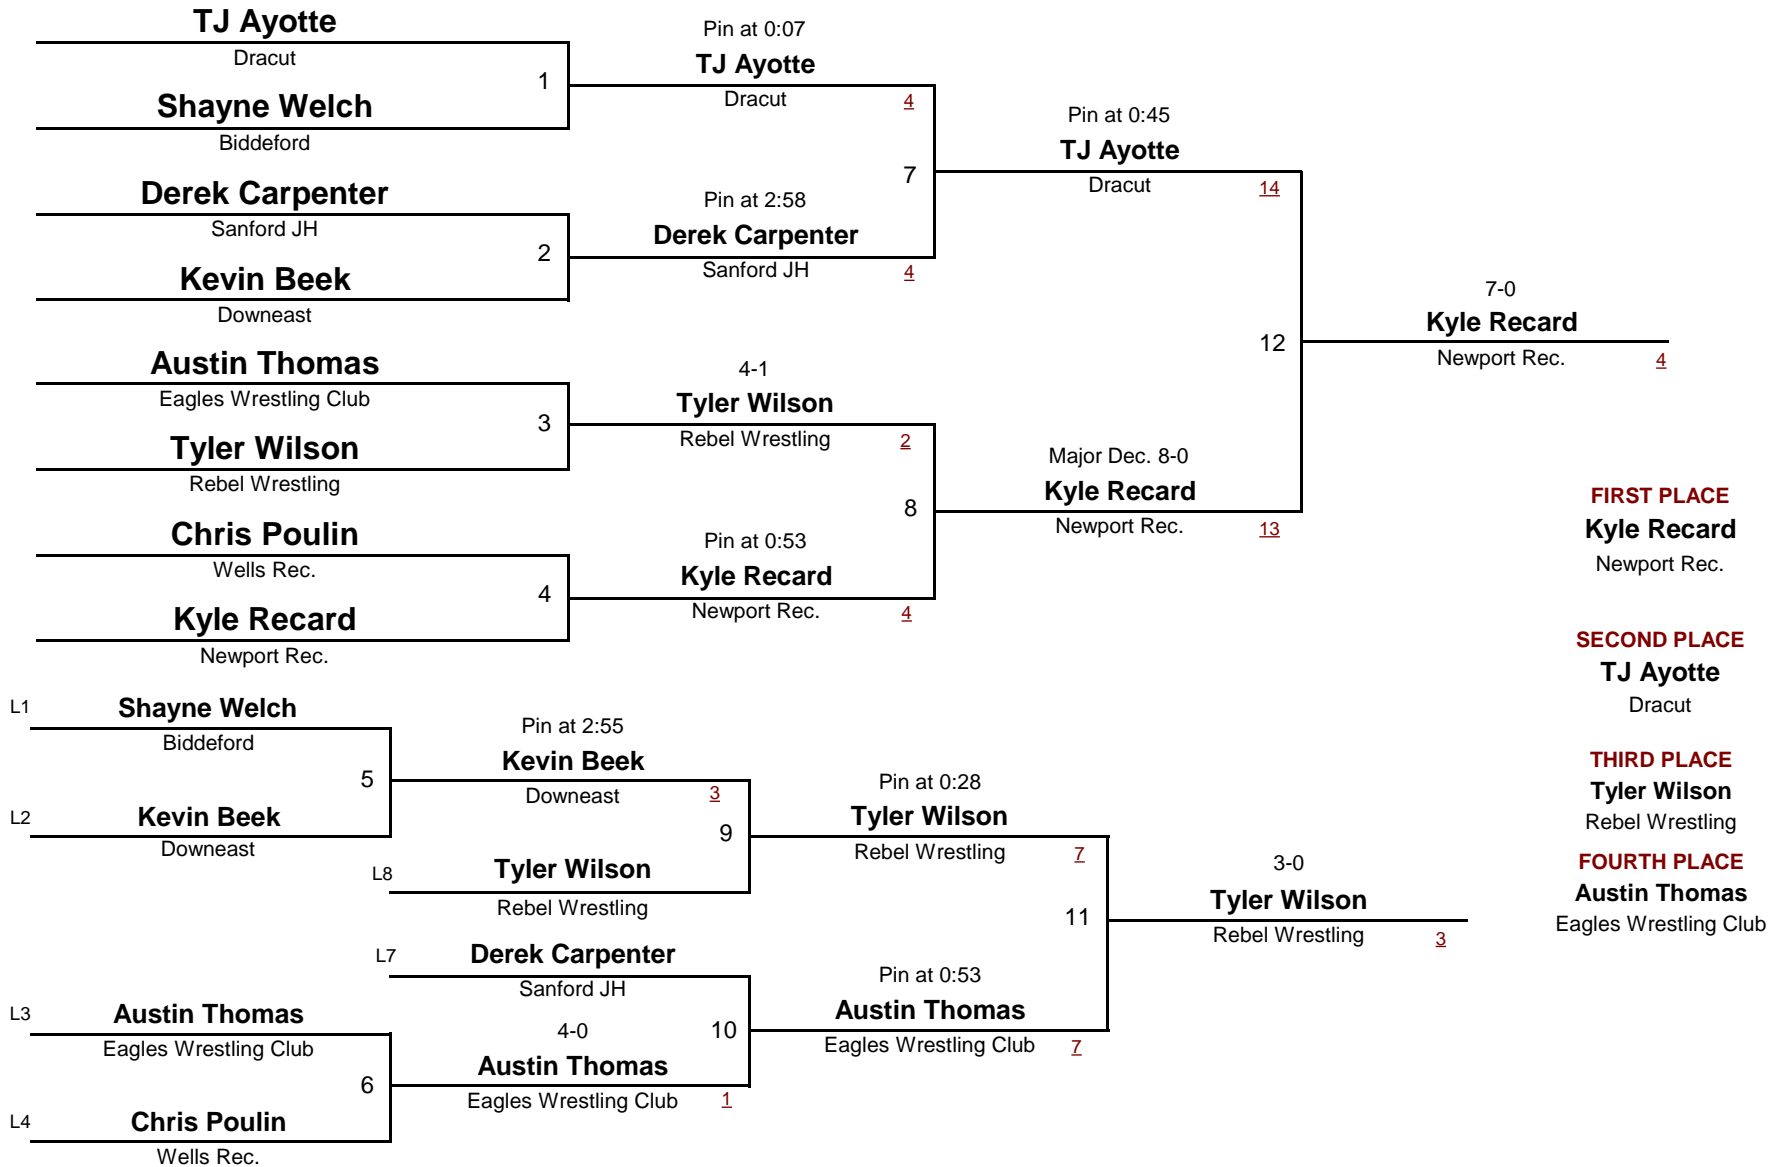 TJ Ayotte
Dracut
1
Shayne Welch
Biddeford
Derek Carpenter
Sanford JH
2
Kevin Beek
Downeast
Austin Thomas
Eagles Wrestling Club
3
Tyler Wilson
Rebel Wrestling
Chris Poulin
Wells Rec.
4
Kyle Recard
Newport Rec.
Pin at 0:07
TJ Ayotte
Dracut 4
7
Pin at 2:58
Derek Carpenter
Sanford JH 4
4-1
Tyler Wilson
Rebel Wrestling 2
8
Pin at 0:53
Kyle Recard
Newport Rec. 4
Pin at 0:45
TJ Ayotte
Dracut 14
12
Major Dec. 8-0
Kyle Recard
Newport Rec. 13
7-0
Kyle Recard
Newport Rec. 4
FIRST PLACE
Kyle Recard
Newport Rec.
SECOND PLACE
TJ Ayotte
Dracut
THIRD PLACE
Tyler Wilson
Rebel Wrestling
FOURTH PLACE
Austin Thomas
Eagles Wrestling Club
L1 Shayne Welch
Biddeford
5
L2 Kevin Beek
Downeast
L3 Austin Thomas
Eagles Wrestling Club
6
L4 Chris Poulin
Wells Rec.
Pin at 2:55
Kevin Beek
Downeast 3
9
L8 Tyler Wilson
Rebel Wrestling
L7 Derek Carpenter
Sanford JH
10
4-0
Austin Thomas
Eagles Wrestling Club 1
Pin at 0:28
Tyler Wilson
Rebel Wrestling 7
11
Pin at 0:53
Austin Thomas
Eagles Wrestling Club 7
3-0
Tyler Wilson
Rebel Wrestling 3